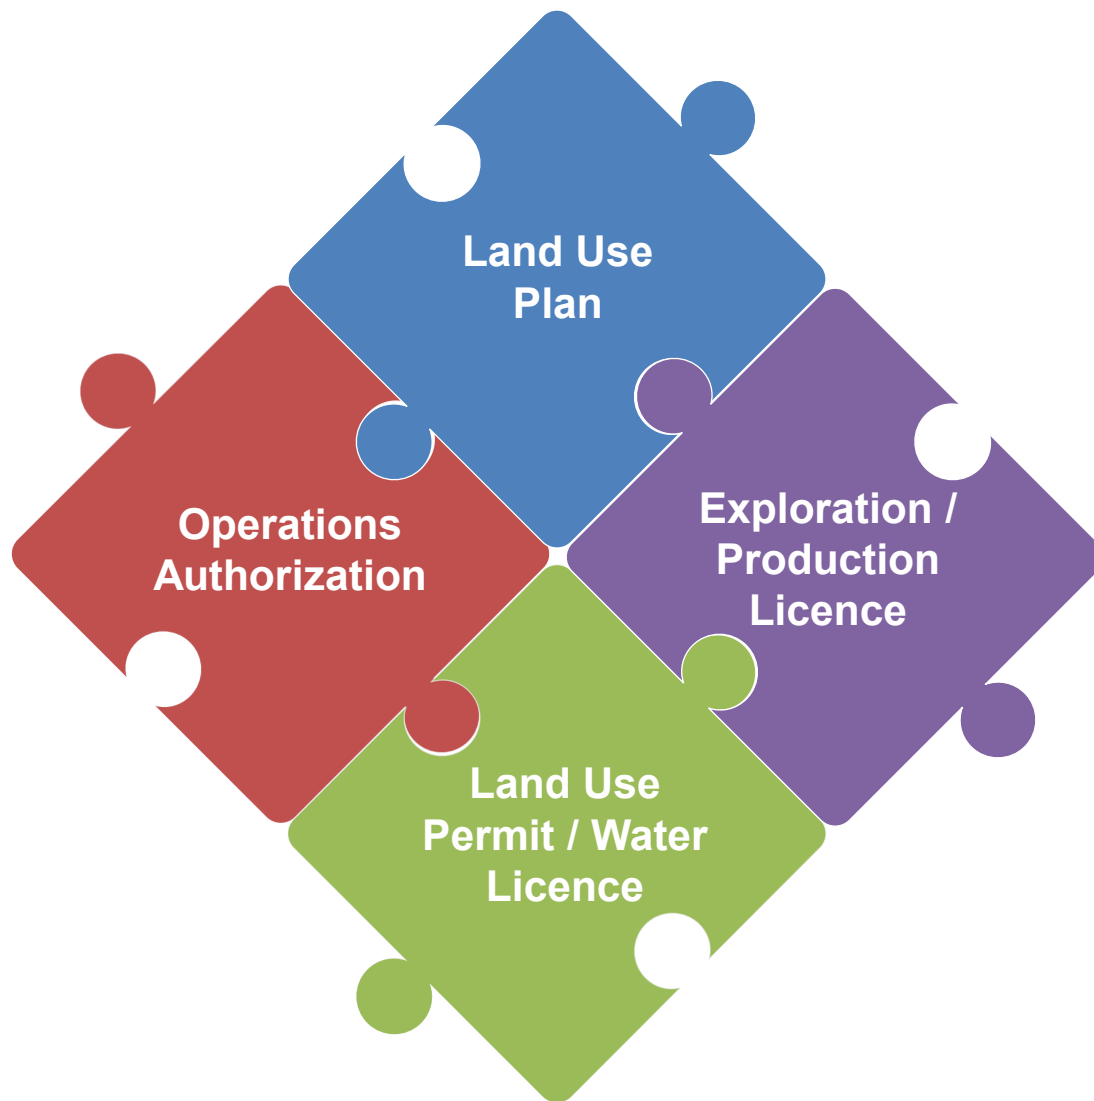 Land Use
Plan
Operations
Authorization
Exploration /
Production
Licence
Land Use
Permit / Water
Licence